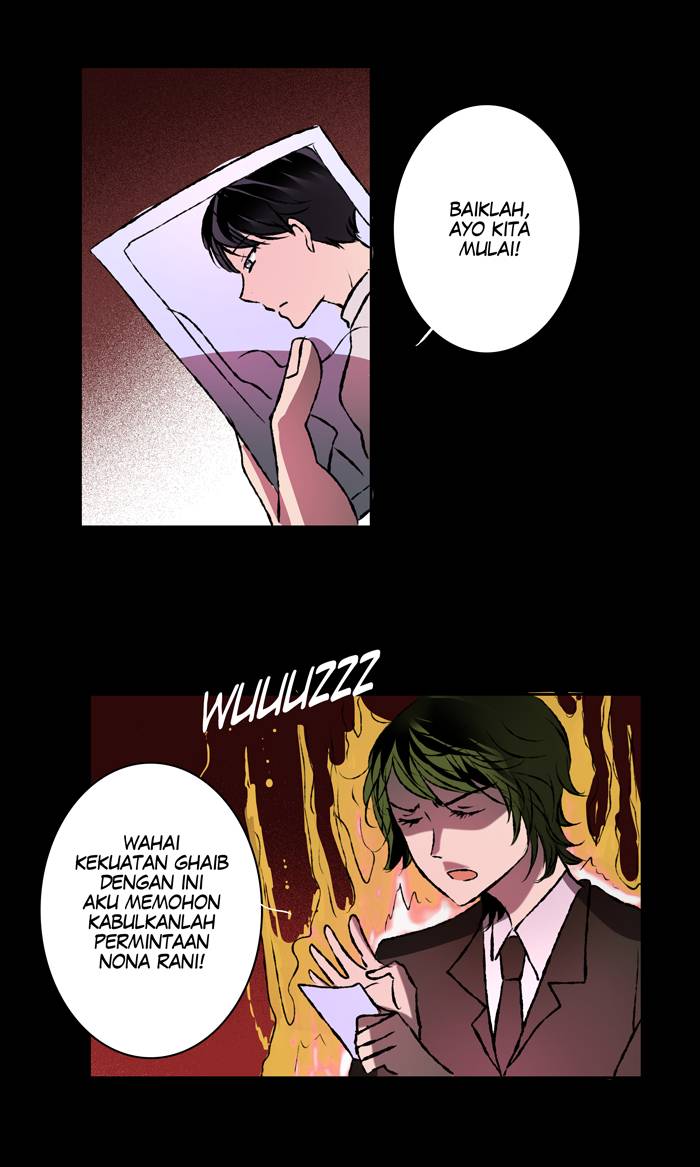 BAIKLAH,
AYO KITA
MULAI!
WUUUZZZ
WAHAI
KEKUATAN GHAIB
DENGAN INI
AKU MEMOHON
KABULKANLAH
PERMINTAAN
NONA RANI!